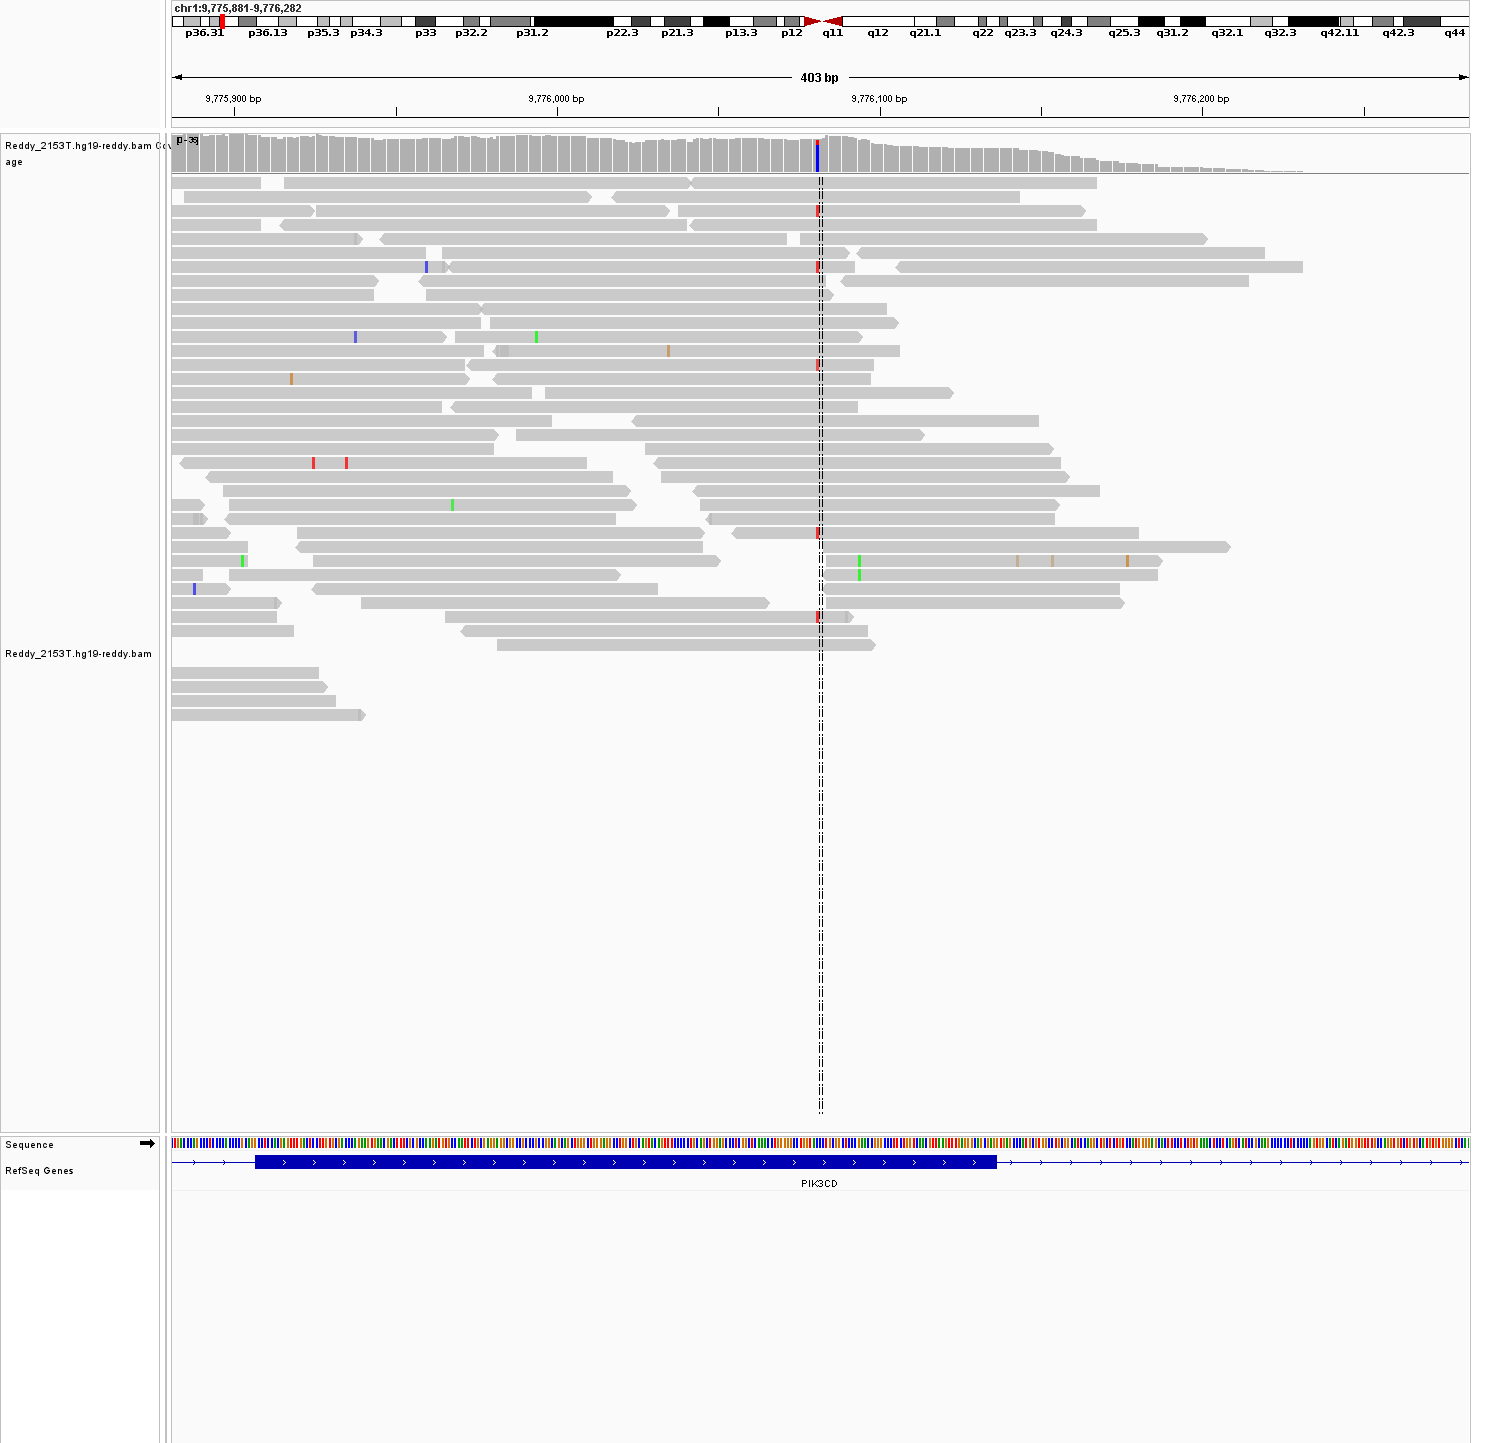 chr1:9,775,881-9,776,282
p36.31 p36.13 p35.3 p34.3 p33 p32.2 p31.2 p22.3 p21.3 p13.3 p12 q11 q12 q21.1 q22 q23.3 q24.3 q25.3 q31.2 q32.1 q32.3 q42.11 q42.3 q44
403 bp
9,775,900 bp 9,776,000 bp 9,776,100 bp 9,776,200 bp
Reddy_2153T.hg19-reddy.bam Cov
age
[0-36]
Reddy_2153T.hg19-reddy.bam
Sequence
RefSeq Genes
PIK3CD